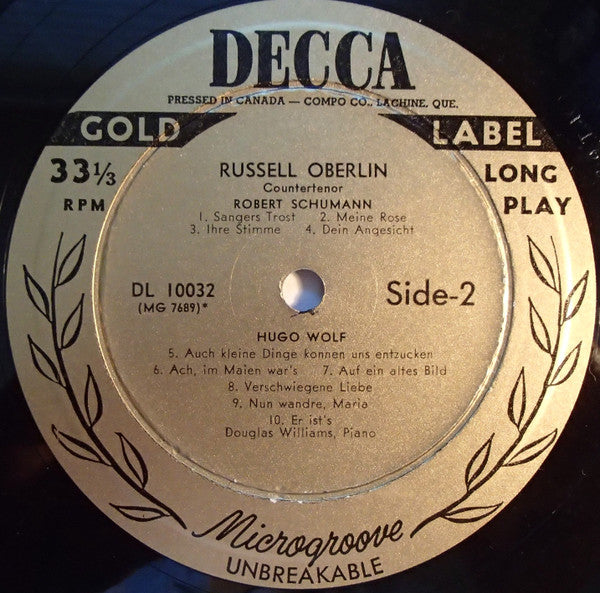 DECCA
PRESSED IN CANADA — COMPO CO., LACHINE, QUE.
GOLD LABEL
33 1/3 RPM
LONG PLAY
RUSSELL OBERLIN
Countertenor
ROBERT SCHUMANN
1. Sangers Trost 2. Meine Rose
3. Ihre Stimme 4. Dein Angesicht
DL 10032
(MG 7689)*
Side-2
HUGO WOLF
5. Auch kleine Dinge konnen uns entzucken
6. Ach, im Maien war's 7. Auf ein altes Bild
8. Verschwiegene Liebe
9. Nun wandre, Maria
10. Er ist's
Douglas Williams, Piano
Microgroove
UNBREAKABLE